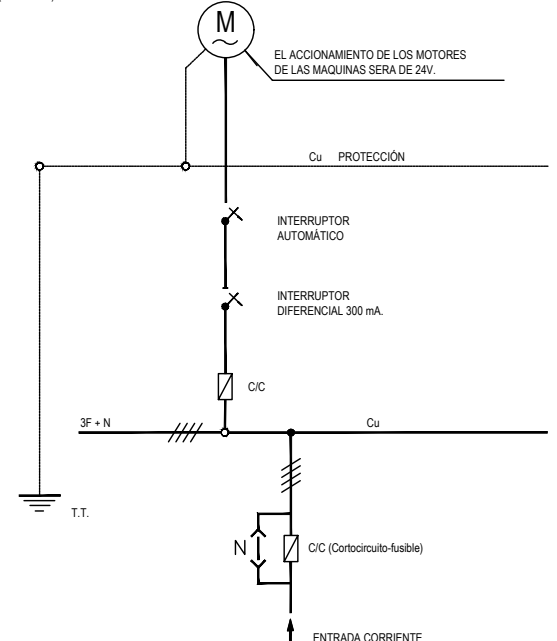 M
EL ACCIONAMIENTO DE LOS MOTORES
DE LAS MAQUINAS SERA DE 24V.
Cu PROTECCIÓN
INTERRUPTOR
AUTOMÁTICO
INTERRUPTOR
DIFERENCIAL 300 mA.
C/C
3F + N
Cu
T.T.
N
C/C (Cortocircuito-fusible)
ENTRADA CORRIENTE